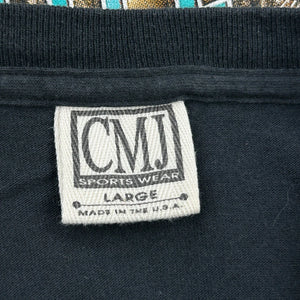 CMJ
SPORTS WEAR
LARGE
MADE IN THE U.S.A.